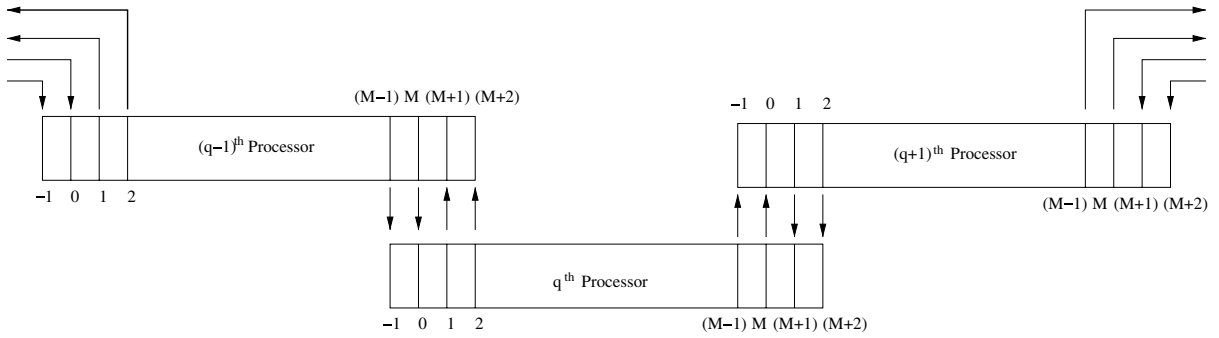 (M−1) M (M+1) (M+2)
−1 0 1 2
(q−1)th Processor
(q+1)th Processor
−1 0 1 2
(M−1) M (M+1) (M+2)
qth Processor
−1 0 1 2
(M−1) M (M+1) (M+2)